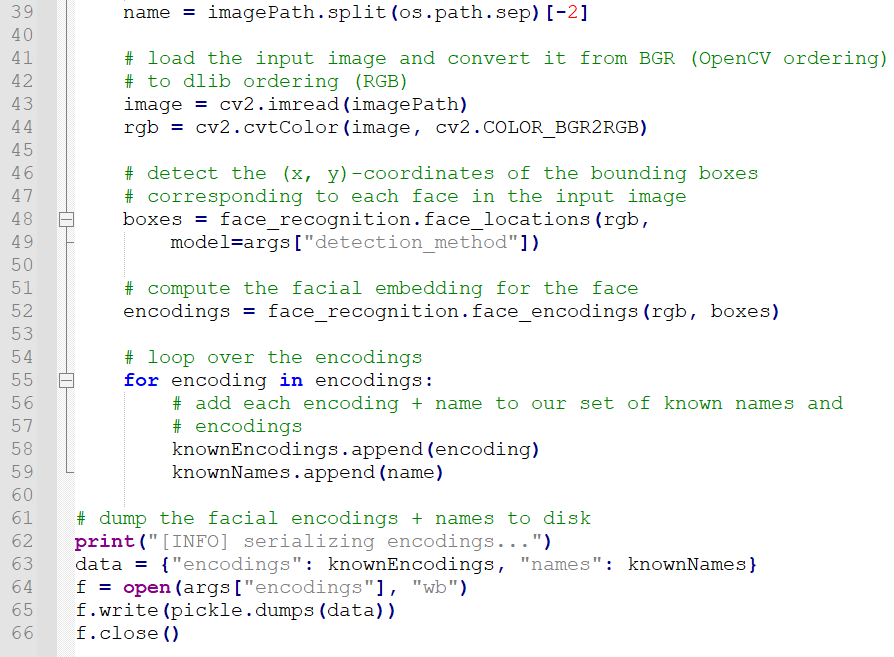 39 name = imagePath.split(os.path.sep)[-2]
40
41 # load the input image and convert it from BGR (OpenCV ordering)
42 # to dlib ordering (RGB)
43 image = cv2.imread(imagePath)
44 rgb = cv2.cvtColor(image, cv2.COLOR_BGR2RGB)
45
46 # detect the (x, y)-coordinates of the bounding boxes
47 # corresponding to each face in the input image
48 boxes = face_recognition.face_locations(rgb,
49 model=args["detection_method"])
50
51 # compute the facial embedding for the face
52 encodings = face_recognition.face_encodings(rgb, boxes)
53
54 # loop over the encodings
55 for encoding in encodings:
56 # add each encoding + name to our set of known names and
57 # encodings
58 knownEncodings.append(encoding)
59 knownNames.append(name)
60
61 # dump the facial encodings + names to disk
62 print("[INFO] serializing encodings...")
63 data = {"encodings": knownEncodings, "names": knownNames}
64 f = open(args["encodings"], "wb")
65 f.write(pickle.dumps(data))
66 f.close()